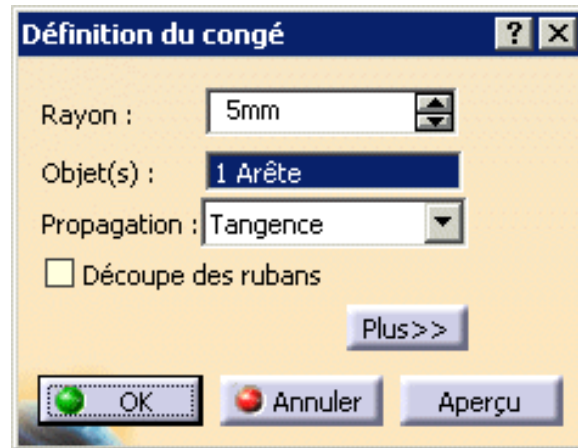 Définition du congé ? X
Rayon : 5mm
Objet(s) : 1 Arête
Propagation : Tangence
Découpe des rubans
Plus>>
OK Annuler Aperçu